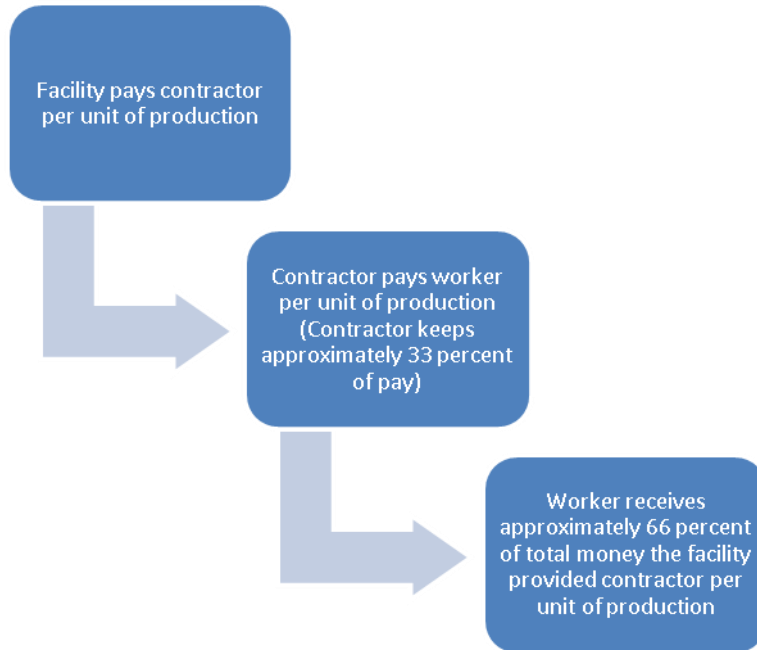 Facility pays contractor
per unit of production
Contractor pays worker
per unit of production
(Contractor keeps
approximately 33 percent
of pay)
Worker receives
approximately 66 percent
of total money the facility
provided contractor per
unit of production